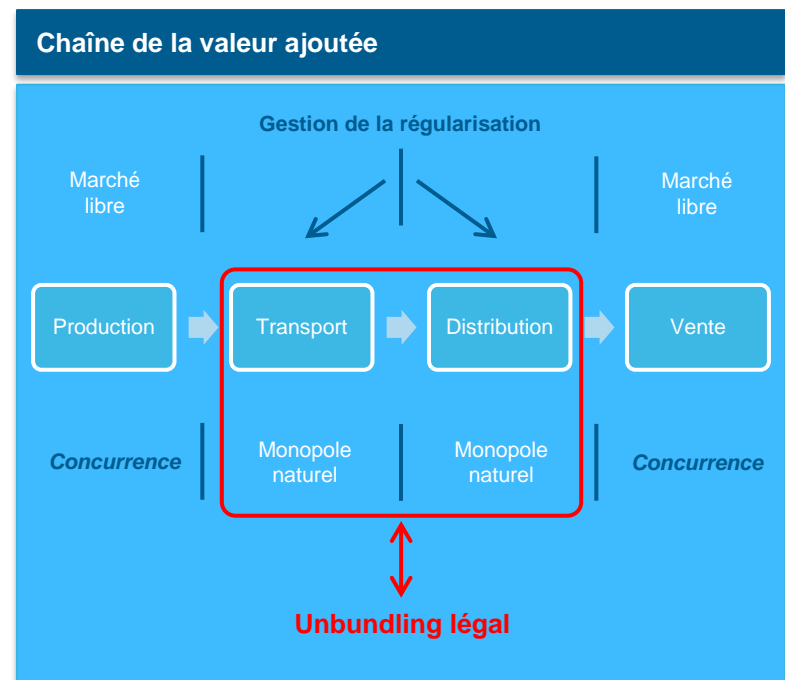 Chaîne de la valeur ajoutée
Gestion de la régularisation
Marché
libre
Marché
libre
Production
Transport
Distribution
Vente
Concurrence
Monopole
naturel
Monopole
naturel
Concurrence
Unbundling légal